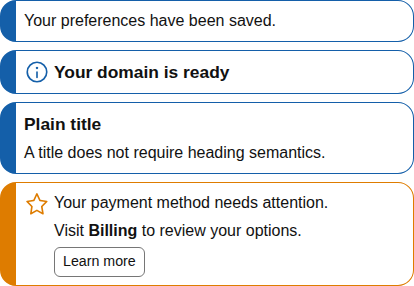 Your preferences have been saved.
Your domain is ready
Plain title
A title does not require heading semantics.
Your payment method needs attention.
Visit Billing to review your options.
Learn more